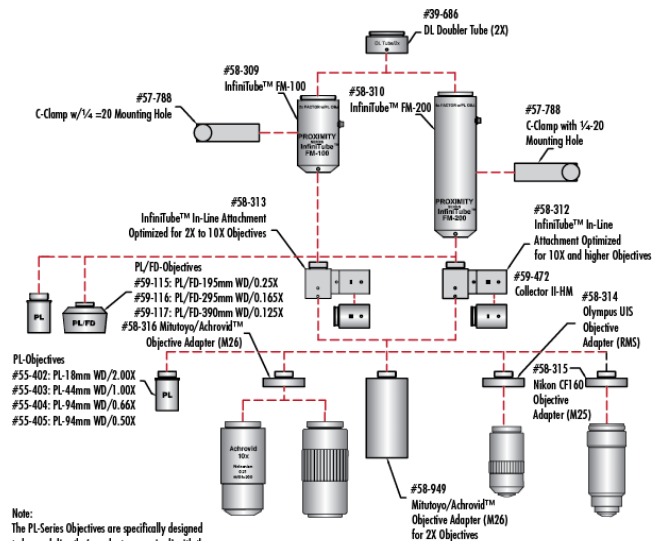 #39-686
DL Doubler Tube (2X)
DL Tube/2x
#58-309
InfiniTube™ FM-100
#58-310
InfiniTube™ FM-200
#57-788
C-Clamp w/¼ =20 Mounting Hole
#57-788
C-Clamp with ¼-20
Mounting Hole
PROXIMITY
InfiniTube™
FM-100
PROXIMITY
InfiniTube™
FM-200
#58-313
InfiniTube™ In-Line Attachment
Optimized for 2X to 10X Objectives
#58-312
InfiniTube™ In-Line
Attachment Optimized
for 10X and higher Objectives
#59-472
Collector II-HM
PL/FD-Objectives
#59-115: PL/FD-195mm WD/0.25X
#59-116: PL/FD-295mm WD/0.165X
#59-117: PL/FD-390mm WD/0.125X
PL
PL/FD
#58-316 Mitutoyo/Achrovid™
Objective Adapter (M26)
#58-314
Olympus UIS
Objective
Adapter (RMS)
PL-Objectives
#55-402: PL-18mm WD/2.00X
#55-403: PL-44mm WD/1.00X
#55-404: PL-94mm WD/0.66X
#55-405: PL-94mm WD/0.50X
PL
#58-315
Nikon CF160
Objective
Adapter (M25)
Achrovid
10x
#58-949
Mitutoyo/Achrovid™
Objective Adapter (M26)
for 2X Objectives
Note:
The PL-Series Objectives are specifically designed